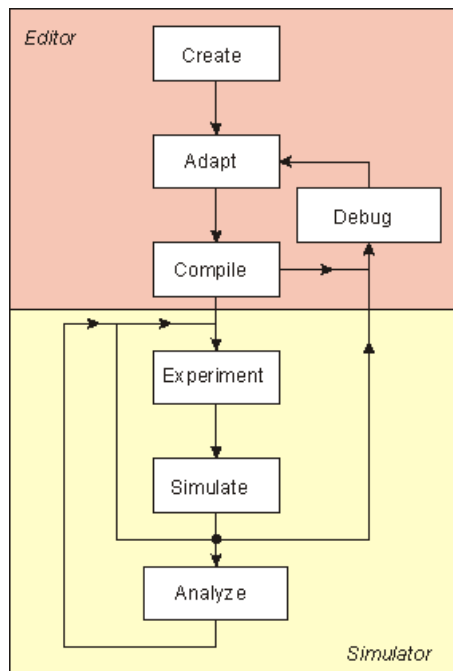 Editor
Create
Adapt
Debug
Compile
Experiment
Simulate
Analyze
Simulator